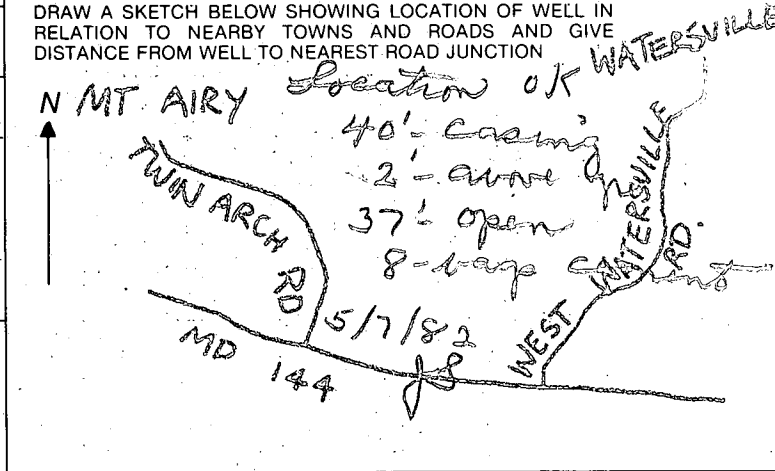 DRAW A SKETCH BELOW SHOWING LOCATION OF WELL IN
RELATION TO NEARBY TOWNS AND ROADS AND GIVE
DISTANCE FROM WELL TO NEAREST ROAD JUNCTION
WATERSVILLE
N MT AIRY
Location OK
40'- casing
2'- above
37'- open
8-bags cement
TWIN ARCH RD
WEST WATERSVILLE RD.
5/7/82
JS
MD 144